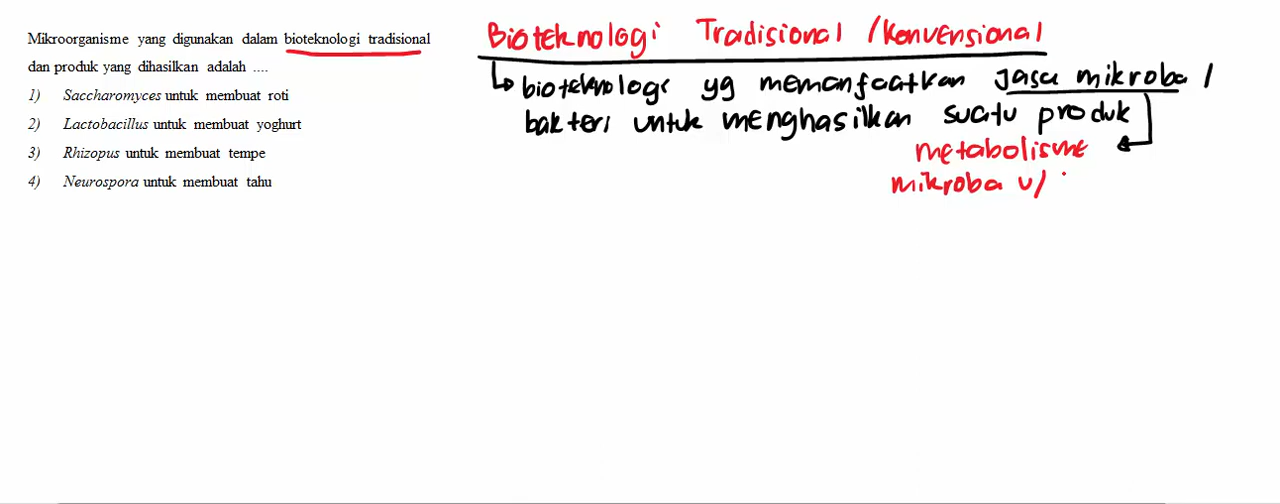 Mikroorganisme yang digunakan dalam bioteknologi tradisional
dan produk yang dihasilkan adalah ....
1) Saccharomyces untuk membuat roti
2) Lactobacillus untuk membuat yoghurt
3) Rhizopus untuk membuat tempe
4) Neurospora untuk membuat tahu
Bioteknologi Tradisional /Konvensional
↳ bioteknologi yg memanfaatkan jasa mikroba /
bakteri untuk menghasilkan suatu produk
metabolisme
mikroba u/